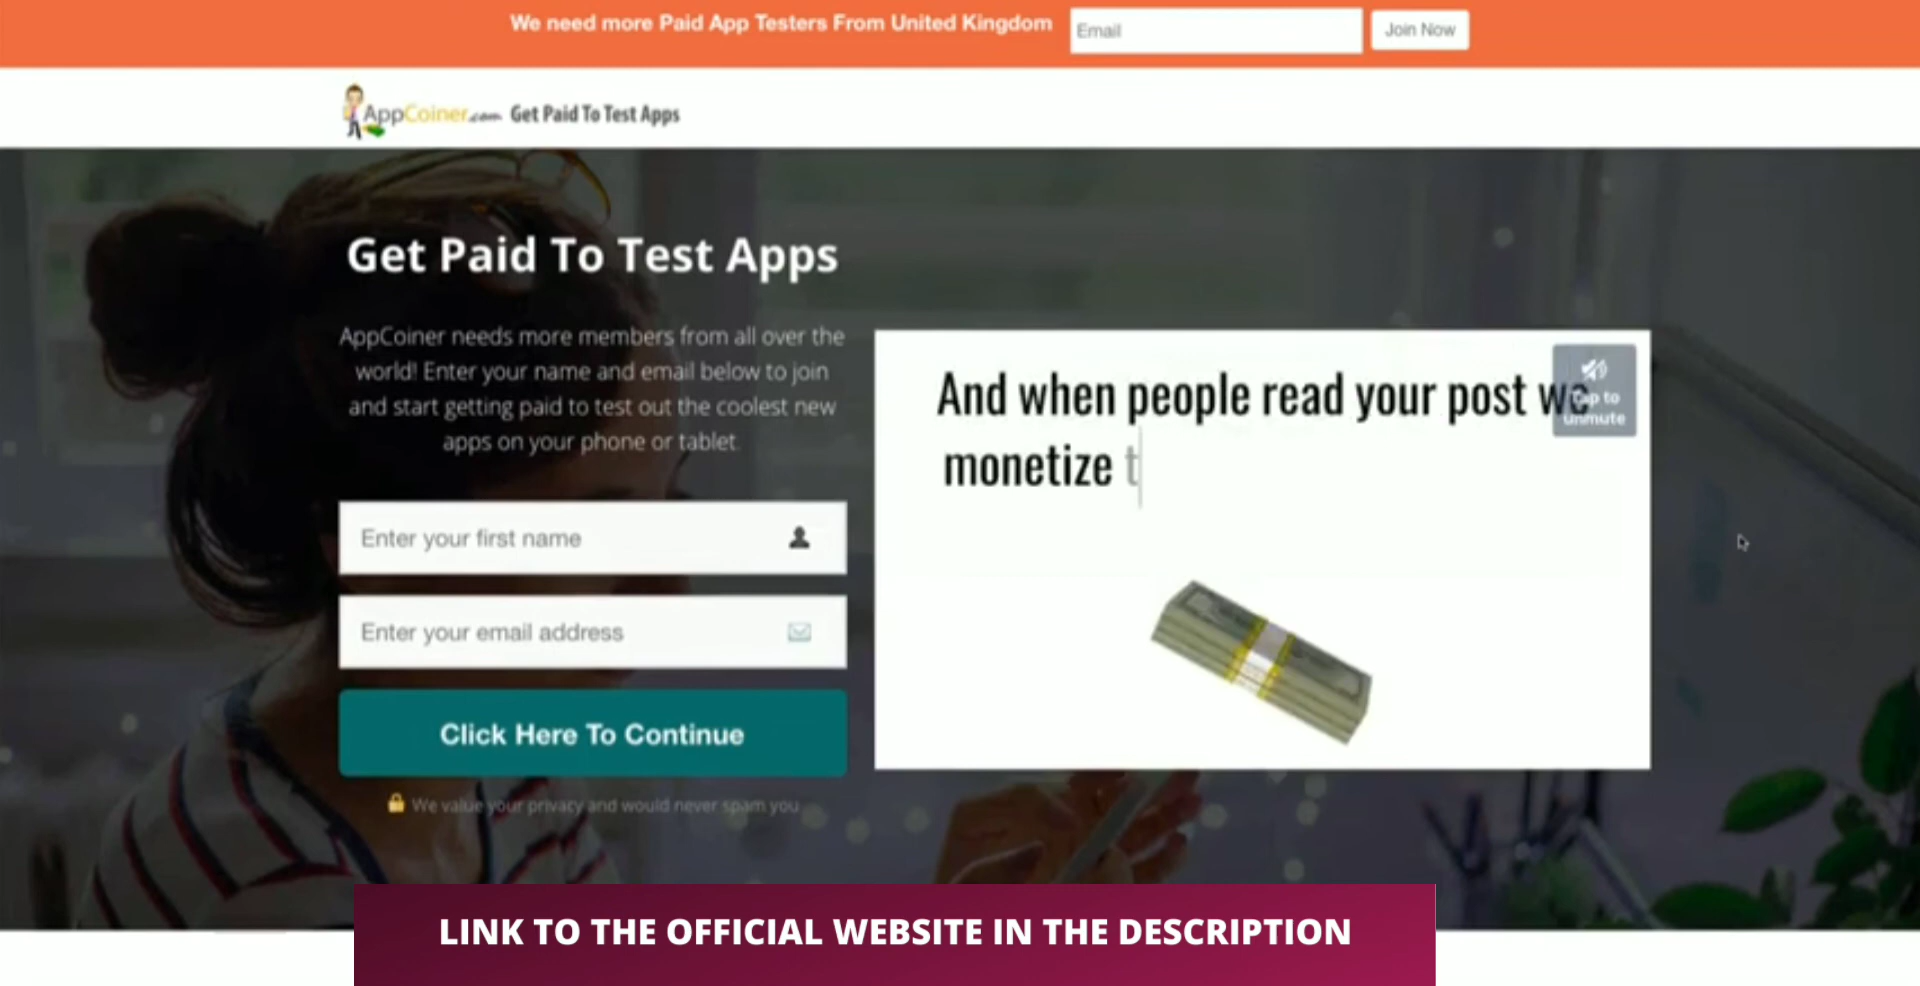 We need more Paid App Testers From United Kingdom
Email
Join Now
AppCoiner.com Get Paid To Test Apps
Get Paid To Test Apps
AppCoiner needs more members from all over the
world! Enter your name and email below to join
and start getting paid to test out the coolest new
apps on your phone or tablet.
Enter your first name
Enter your email address
Click Here To Continue
We value your privacy and would never spam you
And when people read your post we
monetize t
Tap to
unmute
LINK TO THE OFFICIAL WEBSITE IN THE DESCRIPTION